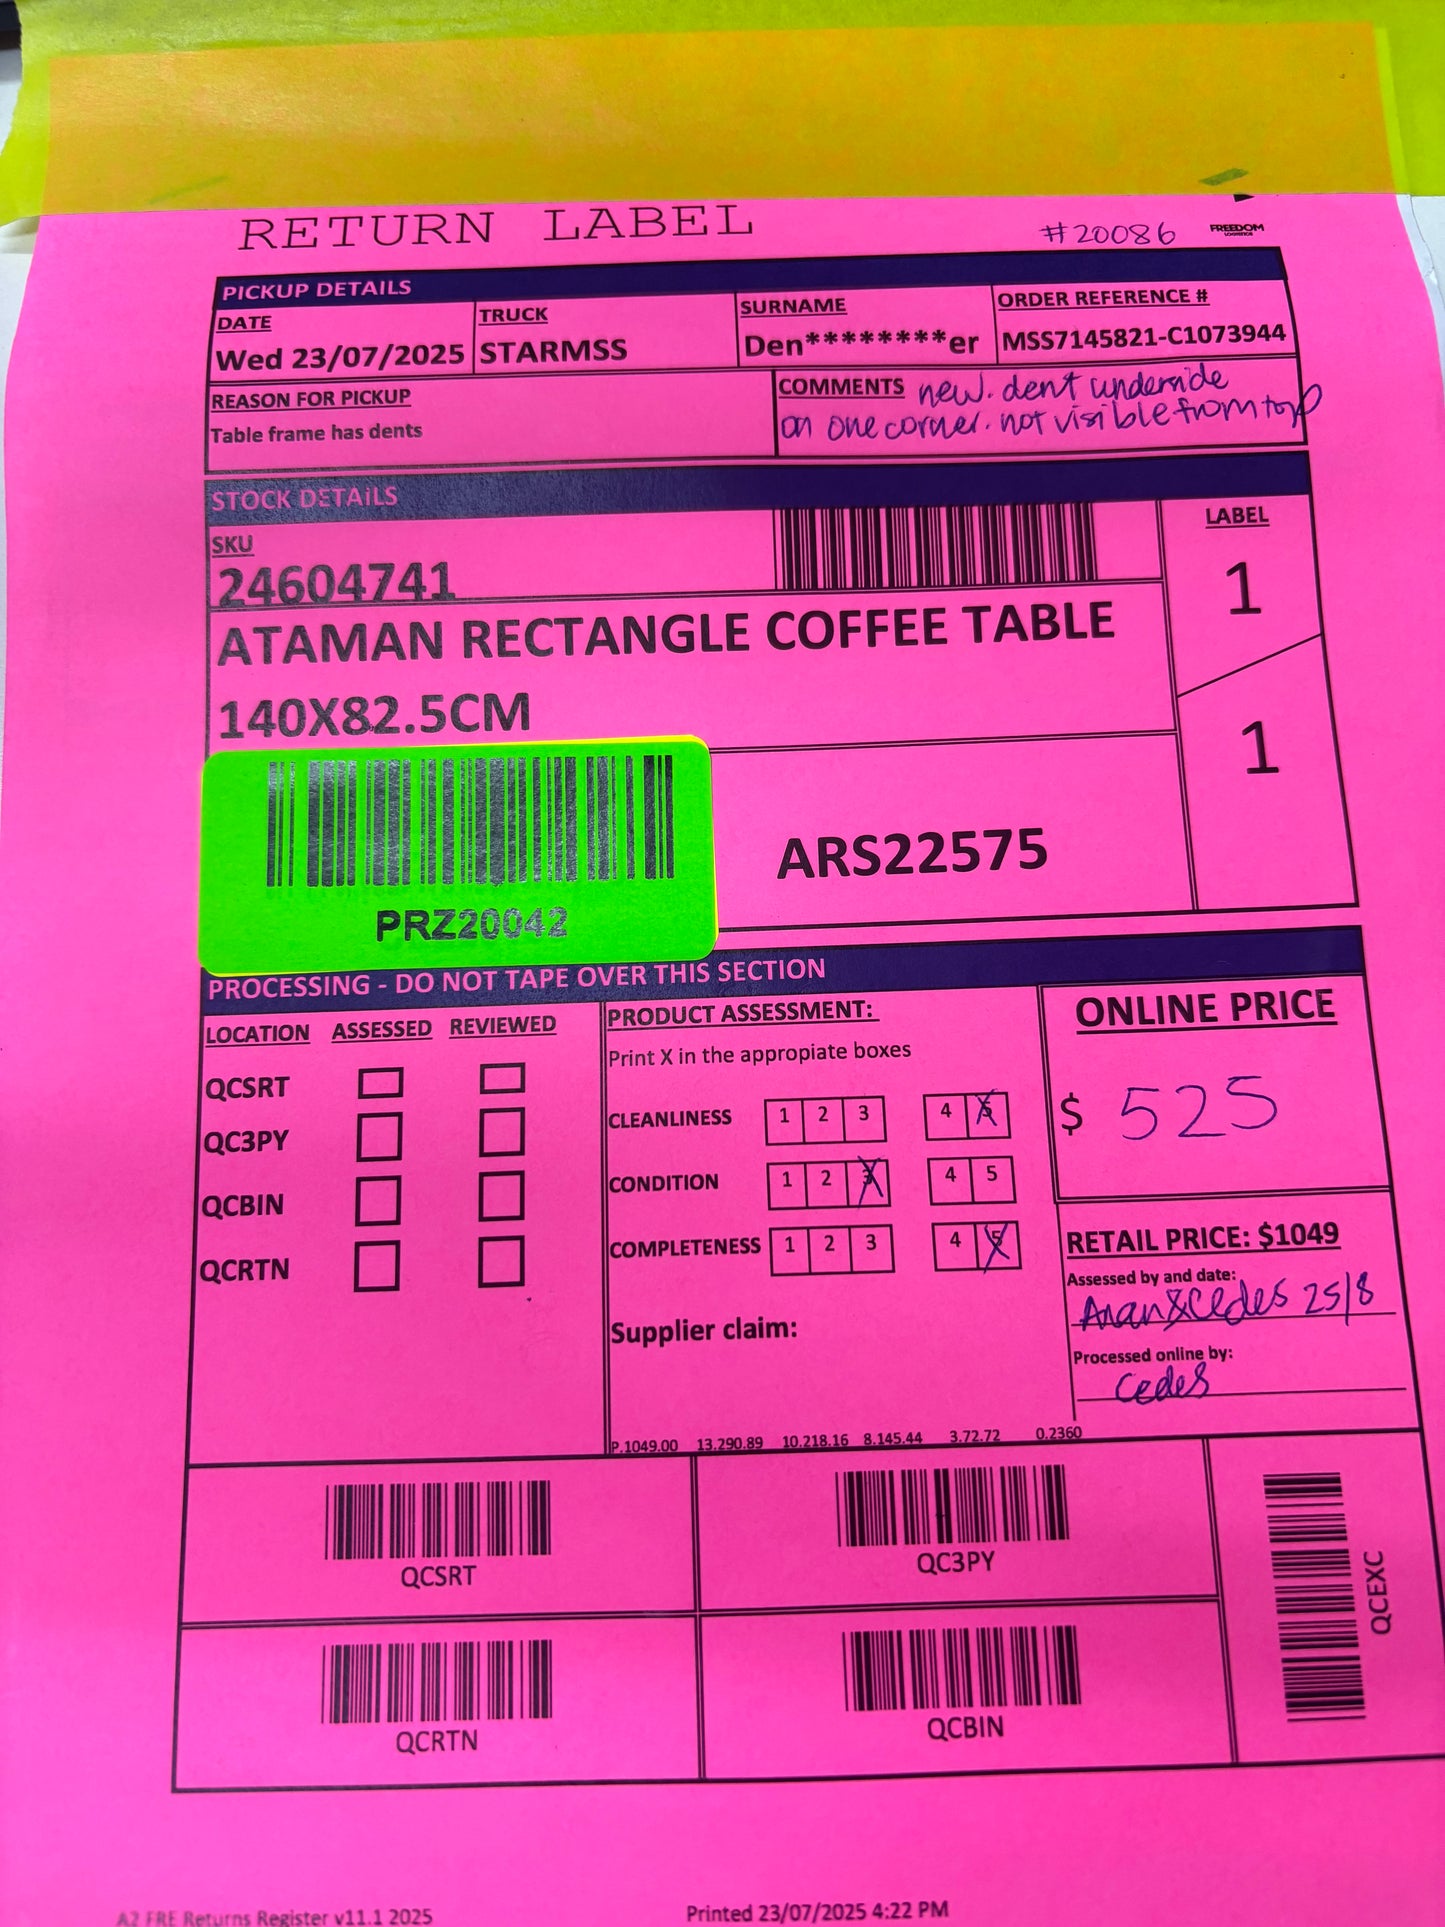 RETURN LABEL
#20086
FREEDOM
LOGISTICS
PICKUP DETAILS
DATE TRUCK SURNAME ORDER REFERENCE #
Wed 23/07/2025 STARMSS Den********er MSS7145821-C1073944
REASON FOR PICKUP
Table frame has dents
COMMENTS new. dent underside
on one corner. not visible from top
STOCK DETAILS
SKU
24604741
LABEL
1
1
ATAMAN RECTANGLE COFFEE TABLE
140X82.5CM
PRZ20042
ARS22575
PROCESSING - DO NOT TAPE OVER THIS SECTION
LOCATION ASSESSED REVIEWED
QCSRT
QC3PY
QCBIN
QCRTN
PRODUCT ASSESSMENT:
Print X in the appropiate boxes
CLEANLINESS 1 2 3 4 5
CONDITION 1 2 3 4 5
COMPLETENESS 1 2 3 4 5
Supplier claim:
P.1049.00 13.290.89 10.218.16 8.145.44 3.72.72 0.2360
ONLINE PRICE
$ 525
RETAIL PRICE: $1049
Assessed by and date:
Anan & Cedes 25/8
Processed online by:
Cedes
QCSRT
QC3PY
QCEXC
QCRTN
QCBIN
A2 FRE Returns Register v11.1 2025
Printed 23/07/2025 4:22 PM